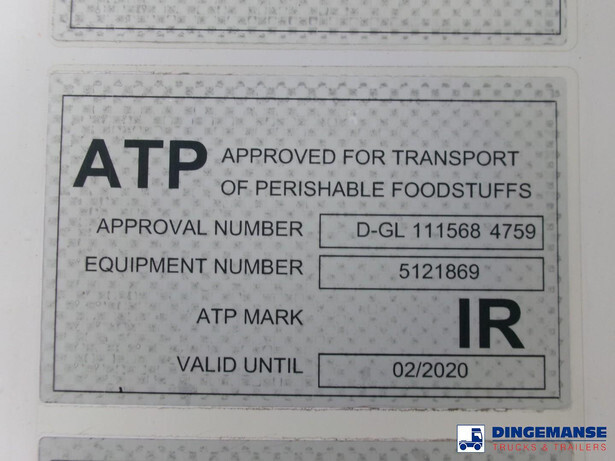 ATP APPROVED FOR TRANSPORT
OF PERISHABLE FOODSTUFFS
APPROVAL NUMBER D-GL 111568 4759
EQUIPMENT NUMBER 5121869
ATP MARK IR
VALID UNTIL 02/2020
DINGEMANSE
TRUCKS & TRAILERS